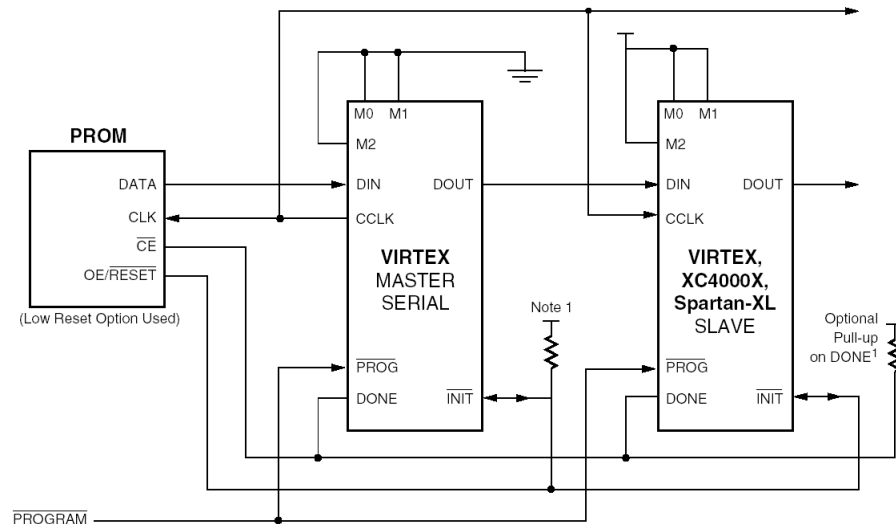 PROM
DATA
CLK
CE
OE/RESET
(Low Reset Option Used)
M0 M1
M2
DIN DOUT
CCLK
VIRTEX
MASTER
SERIAL
PROG
DONE INIT
Note 1
M0 M1
M2
DIN DOUT
CCLK
VIRTEX,
XC4000X,
Spartan-XL
SLAVE
PROG
DONE INIT
Optional
Pull-up
on DONE¹
PROGRAM